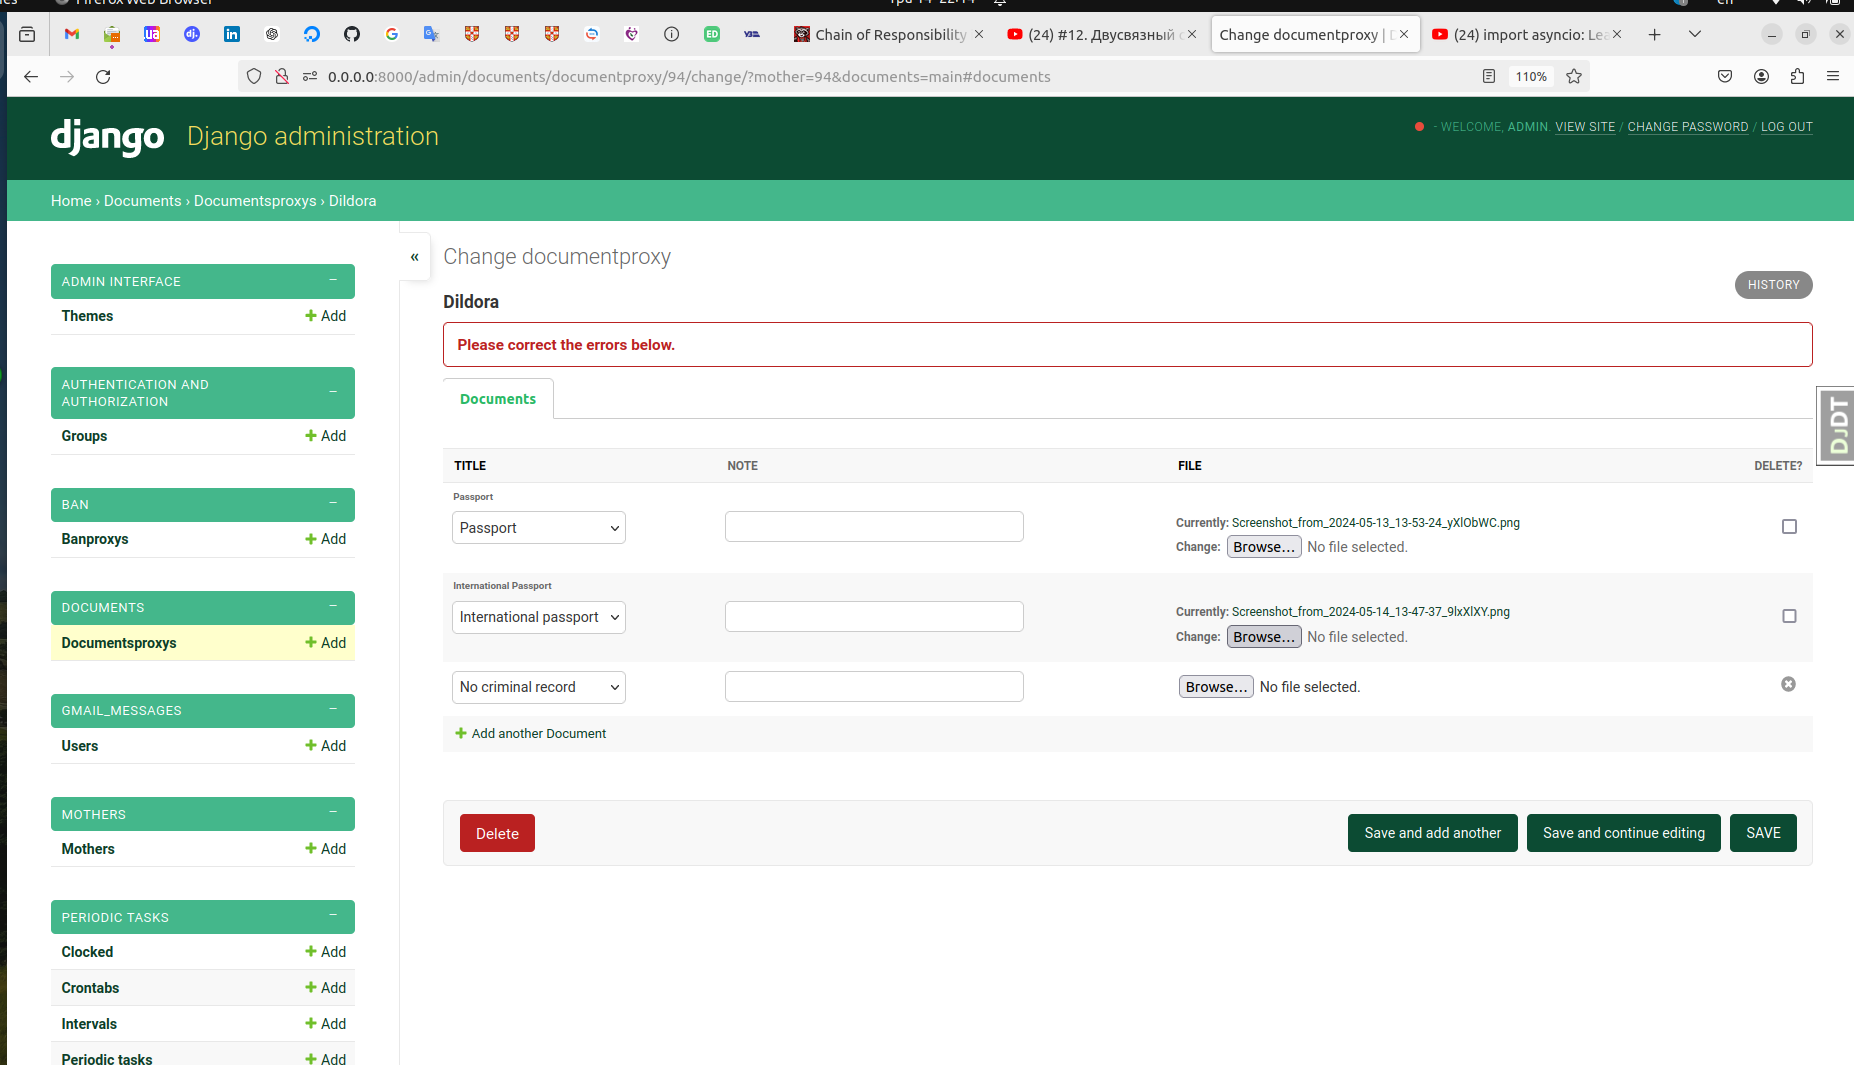 Firefox Web Browser
Chain of Responsibility
(24) #12. Двусвязный
Change documentproxy |
(24) import asyncio: Lea
0.0.0.0:8000/admin/documents/documentproxy/94/change/?mother=94&documents=main#documents
110%
django
Django administration
- WELCOME, ADMIN. VIEW SITE / CHANGE PASSWORD / LOG OUT
Home › Documents › Documentsproxys › Dildora
ADMIN INTERFACE
Themes
Add
AUTHENTICATION AND
AUTHORIZATION
Groups
Add
BAN
Banproxys
Add
DOCUMENTS
Documentsproxys
Add
GMAIL_MESSAGES
Users
Add
MOTHERS
Mothers
Add
PERIODIC TASKS
Clocked
Add
Crontabs
Add
Intervals
Add
Periodic tasks
Add
«
Change documentproxy
HISTORY
Dildora
Please correct the errors below.
Documents
DJDT
TITLE NOTE FILE DELETE?
Passport
Passport
Currently: Screenshot_from_2024-05-13_13-53-24_yXlObWC.png
Change: Browse... No file selected.
International Passport
International passport
Currently: Screenshot_from_2024-05-14_13-47-37_9lxXlXY.png
Change: Browse... No file selected.
No criminal record
Browse... No file selected.
Add another Document
Delete
Save and add another
Save and continue editing
SAVE